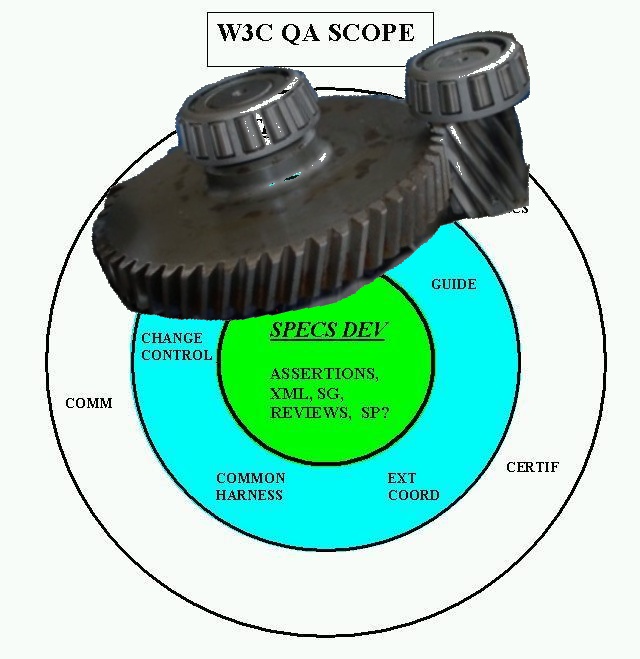 W3C QA SCOPE
GUIDE
SPECS DEV
CHANGE
CONTROL
ASSERTIONS,
XML, SG,
REVIEWS, SP?
COMM
CERTIF
COMMON
HARNESS
EXT
COORD